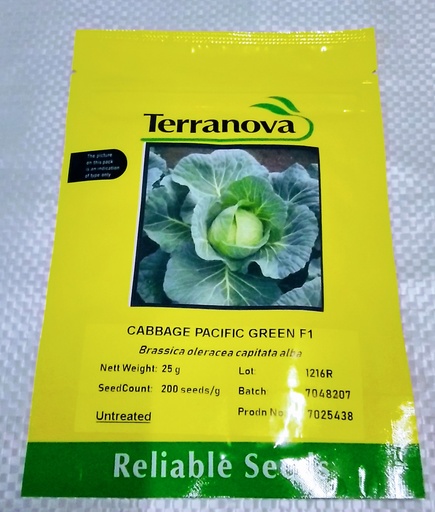 Terranova
The picture
on this pack
is an indication
of type only
CABBAGE PACIFIC GREEN F1
Brassica oleracea capitata alba
Nett Weight: 25 g
Lot: 1216R
SeedCount: 200 seeds/g
Batch: 7048207
Untreated
Prodn No: 7025438
Reliable Seeds